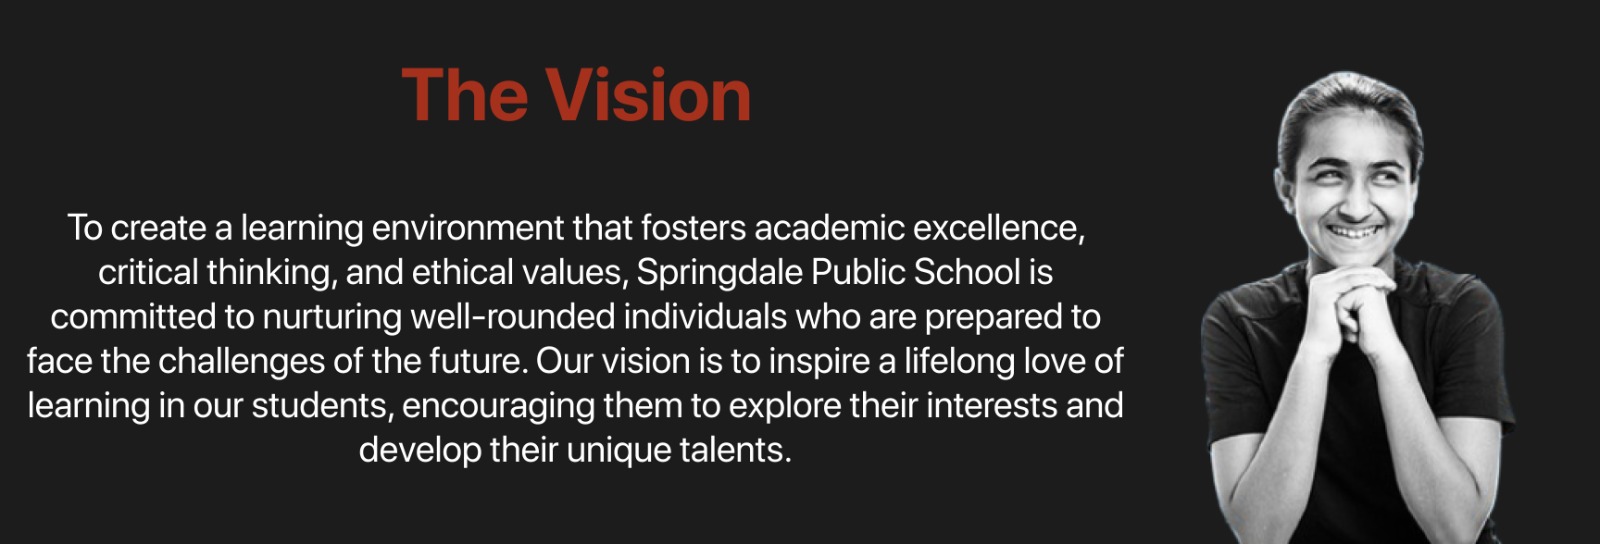 The Vision
To create a learning environment that fosters academic excellence,
critical thinking, and ethical values, Springdale Public School is
committed to nurturing well-rounded individuals who are prepared to
face the challenges of the future. Our vision is to inspire a lifelong love of
learning in our students, encouraging them to explore their interests and
develop their unique talents.